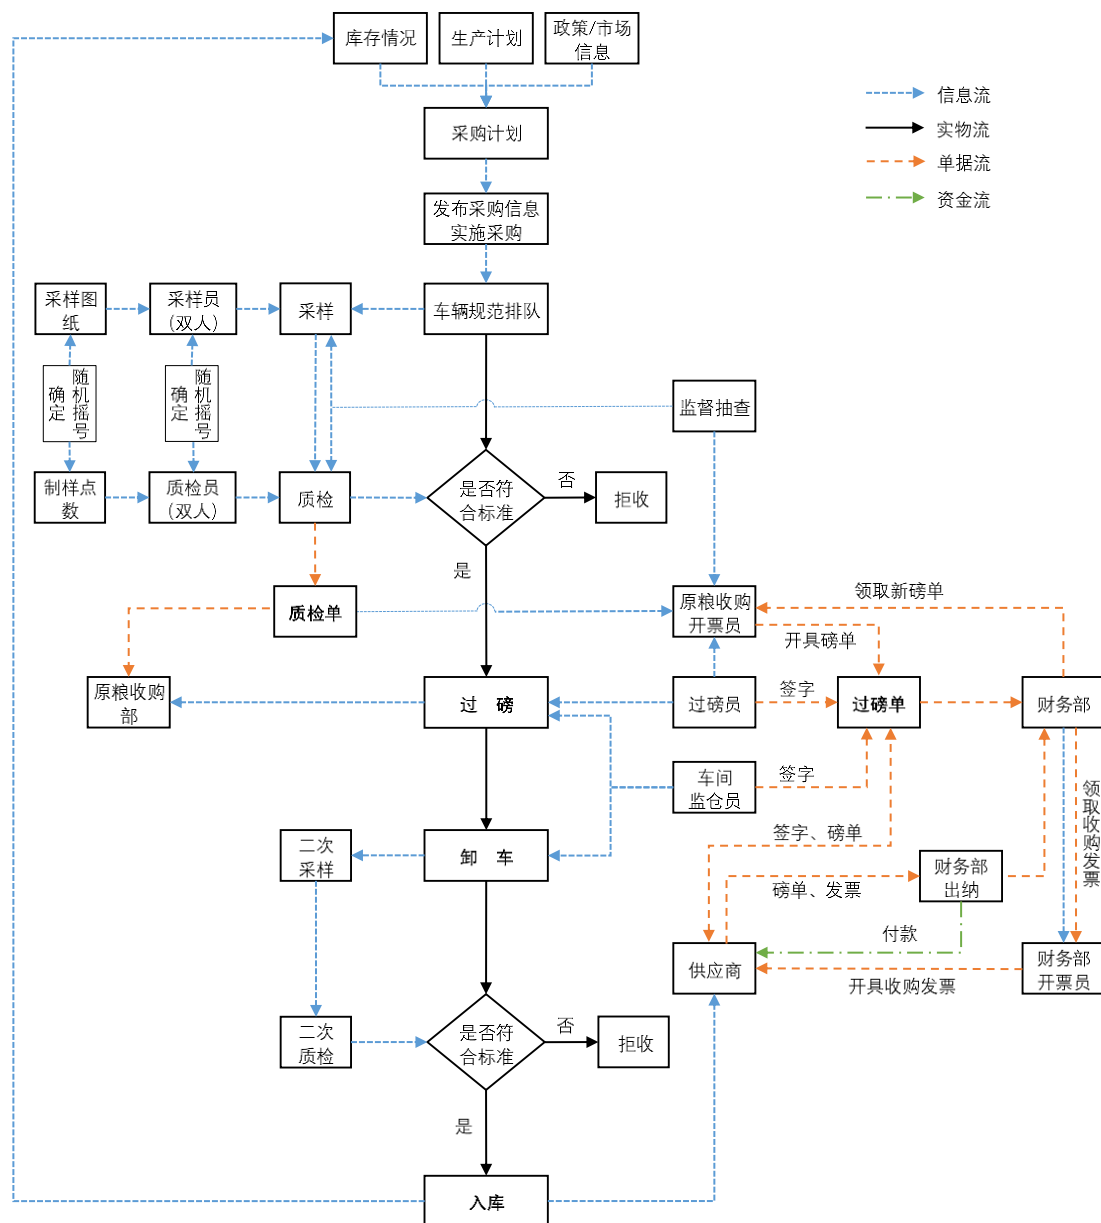 库存情况
生产计划
政策/市场
信息
信息流
实物流
单据流
资金流
采购计划
发布采购信息
实施采购
采样图
纸
采样员
(双人)
采样
车辆规范排队
随机摇号
确定
随机摇号
确定
监督抽查
制样点
数
质检员
(双人)
质检
是否符
合标准
否
拒收
是
质检单
原粮收购
开票员
领取新磅单
开具磅单
原粮收购
部
过 磅
过磅员
签字
过磅单
财务部
车间
监仓员
签字
领取收购发票
二次
采样
卸 车
签字、磅单
磅单、发票
财务部
出纳
付款
供应商
开具收购发票
财务部
开票员
二次
质检
是否符
合标准
否
拒收
是
入库